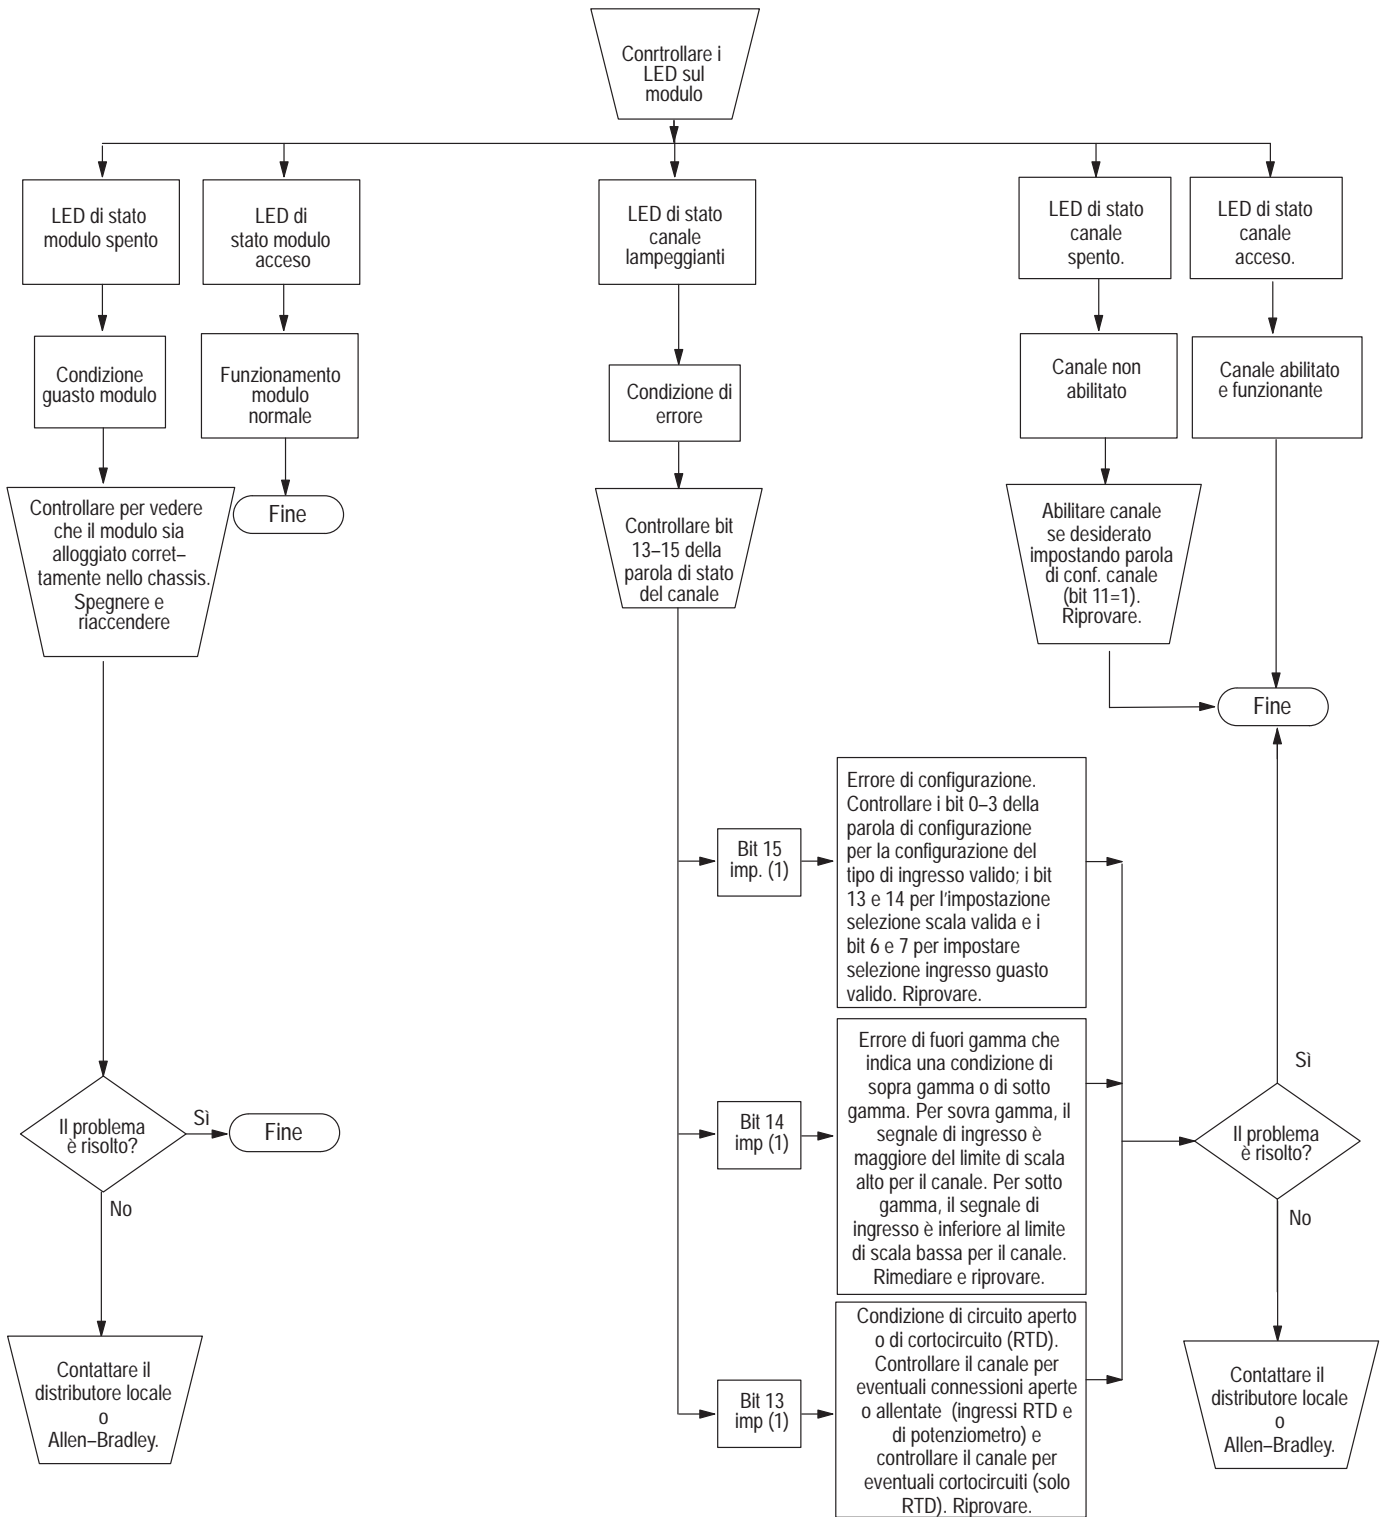 Conrtrollare i
LED sul
modulo
LED di stato
modulo spento
LED di
stato modulo
acceso
LED di stato
canale
lampeggianti
LED di stato
canale
spento.
LED di stato
canale
acceso.
Condizione
guasto modulo
Funzionamento
modulo
normale
Condizione di
errore
Canale non
abilitato
Canale abilitato
e funzionante
Controllare per vedere
che il modulo sia
alloggiato corret–
tamente nello chassis.
Spegnere e
riaccendere
Fine
Controllare bit
13–15 della
parola di stato
del canale
Abilitare canale
se desiderato
impostando parola
di conf. canale
(bit 11=1).
Riprovare.
Fine
Bit 15
imp. (1)
Errore di configurazione.
Controllare i bit 0–3 della
parola di configurazione
per la configurazione del
tipo di ingresso valido; i bit
13 e 14 per l'impostazione
selezione scala valida e i
bit 6 e 7 per impostare
selezione ingresso guasto
valido. Riprovare.
Bit 14
imp (1)
Errore di fuori gamma che
indica una condizione di
sopra gamma o di sotto
gamma. Per sovra gamma, il
segnale di ingresso è
maggiore del limite di scala
alto per il canale. Per sotto
gamma, il segnale di
ingresso è inferiore al limite
di scala bassa per il canale.
Rimediare e riprovare.
Bit 13
imp (1)
Condizione di circuito aperto
o di cortocircuito (RTD).
Controllare il canale per
eventuali connessioni aperte
o allentate (ingressi RTD e
di potenziometro) e
controllare il canale per
eventuali cortocircuiti (solo
RTD). Riprovare.
Il problema
è risolto?
Sì
Fine
No
Contattare il
distributore locale
o
Allen–Bradley.
Sì
Il problema
è risolto?
No
Contattare il
distributore locale
o
Allen–Bradley.